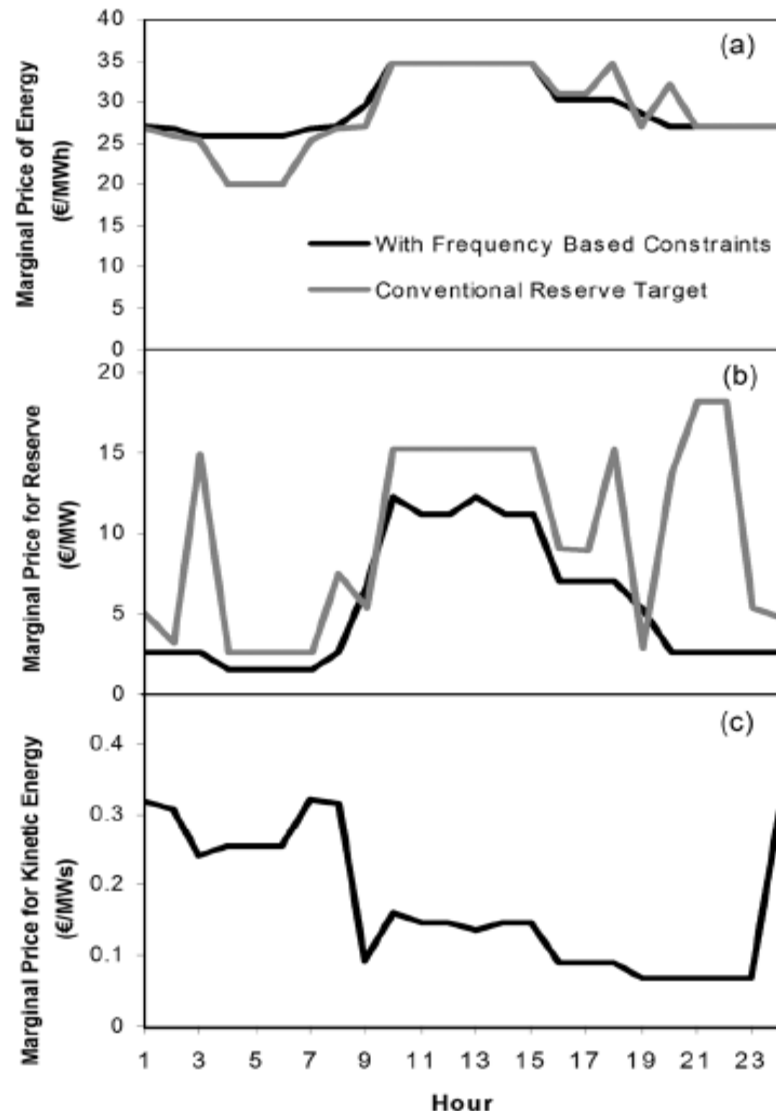 40
35
30
25
20
15
10
5
0
Marginal Price of Energy
(€/MWh)
(a)
With Frequency Based Constraints
Conventional Reserve Target
20
15
10
5
0
Marginal Price for Reserve
(€/MW)
(b)
0.4
0.3
0.2
0.1
0
Marginal Price for Kinetic Energy
(€/MWs)
(c)
1 3 5 7 9 11 13 15 17 19 21 23
Hour